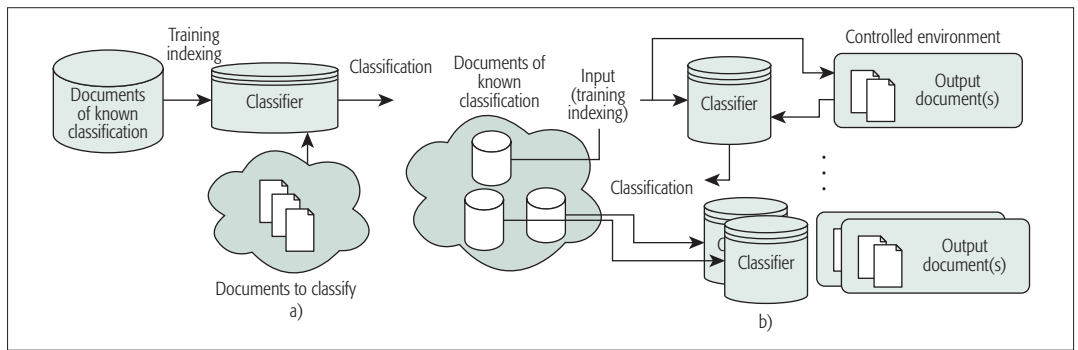 Training
indexing
Documents
of known
classification
Classifier
Classification
Documents to classify
a)
Documents of
known
classification
Input
(training
indexing)
Classifier
Classification
Controlled environment
Output
document(s)
Classifier
Output
document(s)
b)